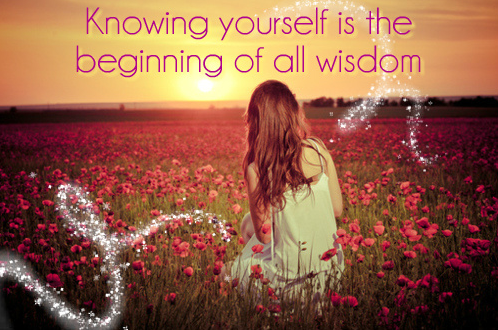 Knowing yourself is the
beginning of all wisdom